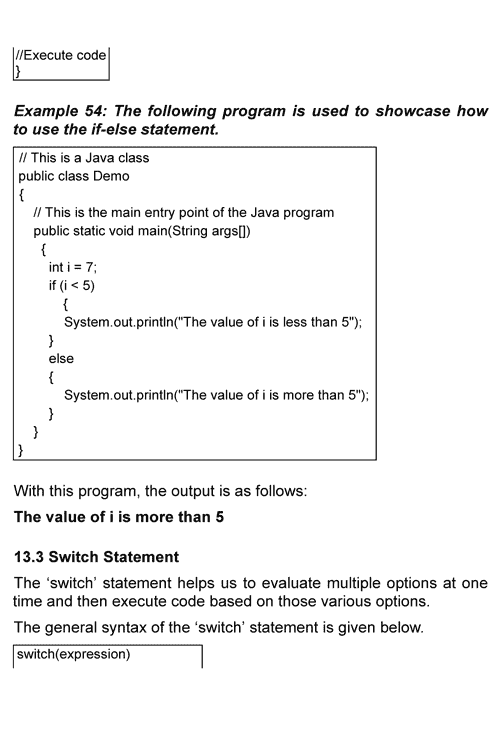 //Execute code
}
Example 54: The following program is used to showcase how
to use the if-else statement.
// This is a Java class
public class Demo
{
// This is the main entry point of the Java program
public static void main(String args[])
{
int i = 7;
if (i < 5)
{
System.out.println("The value of i is less than 5");
}
else
{
System.out.println("The value of i is more than 5");
}
}
}
With this program, the output is as follows:
The value of i is more than 5
13.3 Switch Statement
The ‘switch’ statement helps us to evaluate multiple options at one
time and then execute code based on those various options.
The general syntax of the ‘switch’ statement is given below.
switch(expression)